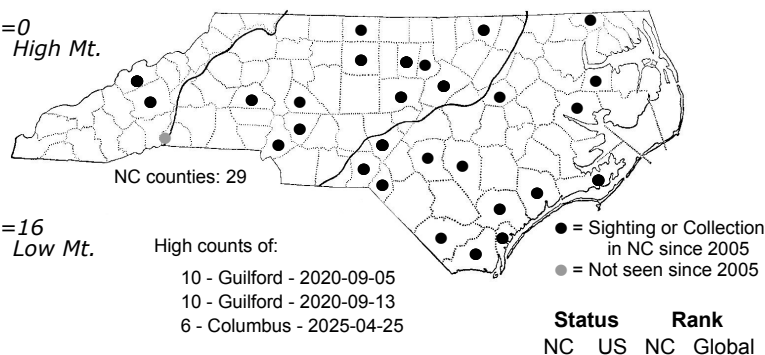 =0
High Mt.
NC counties: 29
=16
Low Mt.
High counts of:
10 - Guilford - 2020-09-05
10 - Guilford - 2020-09-13
6 - Columbus - 2025-04-25
● = Sighting or Collection
in NC since 2005
● = Not seen since 2005
Status Rank
NC US NC Global